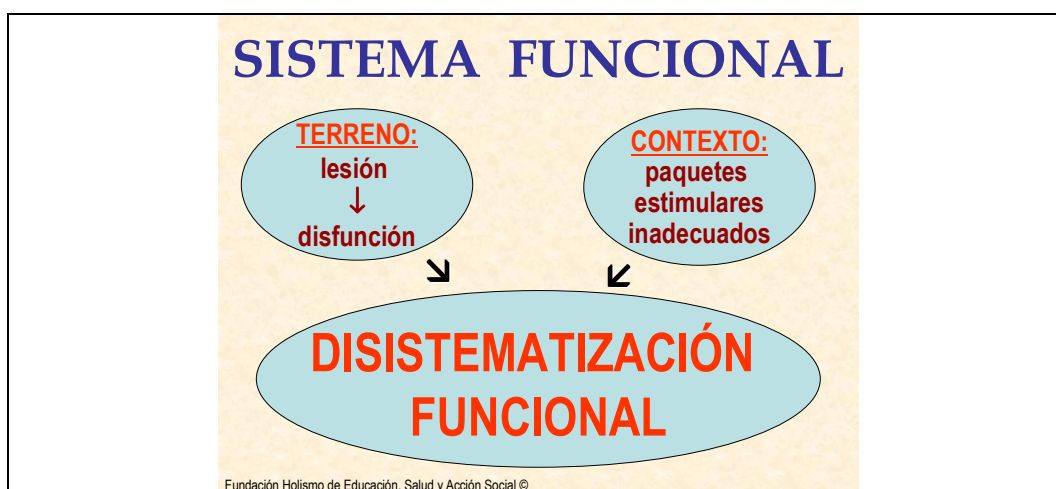 SISTEMA FUNCIONAL
TERRENO:
lesión
↓
disfunción
CONTEXTO:
paquetes
estimulares
inadecuados
DISISTEMATIZACIÓN
FUNCIONAL
Fundación Holismo de Educación, Salud y Acción Social ©